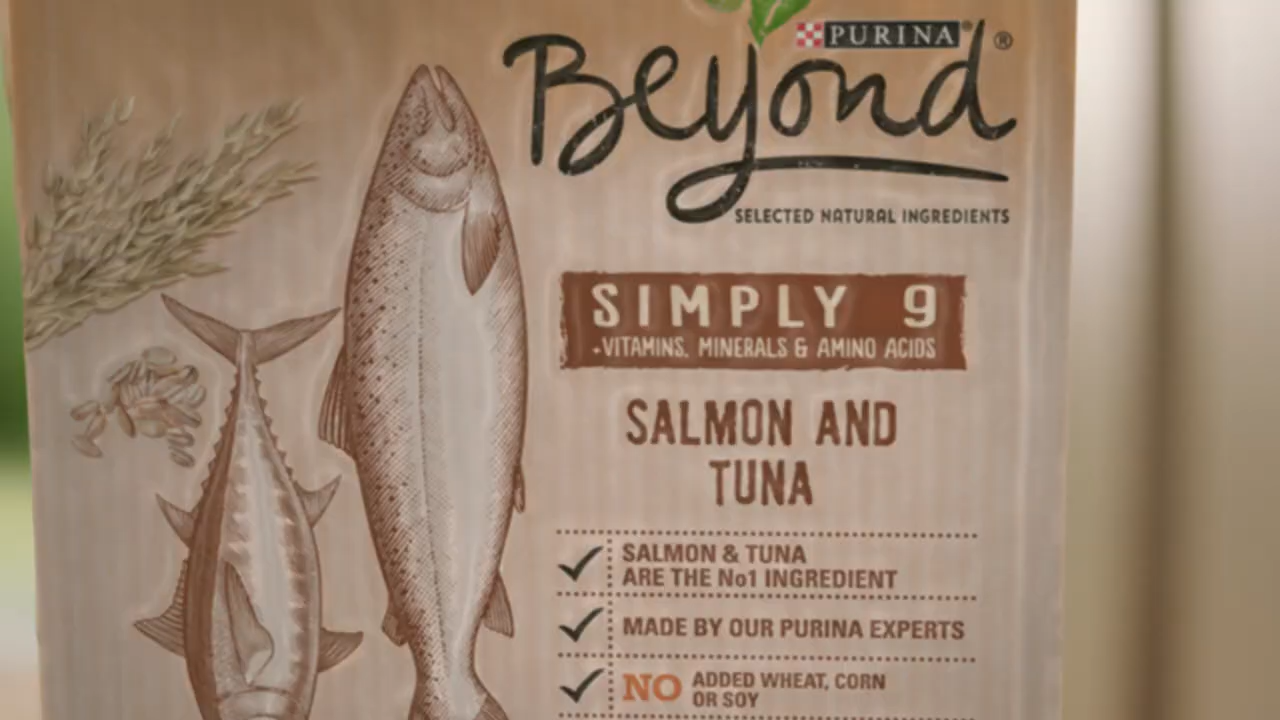 PURINA®
Beyond®
SELECTED NATURAL INGREDIENTS
SIMPLY 9
+VITAMINS, MINERALS & AMINO ACIDS
SALMON AND
TUNA
SALMON & TUNA
ARE THE No1 INGREDIENT
MADE BY OUR PURINA EXPERTS
NO ADDED WHEAT, CORN
OR SOY